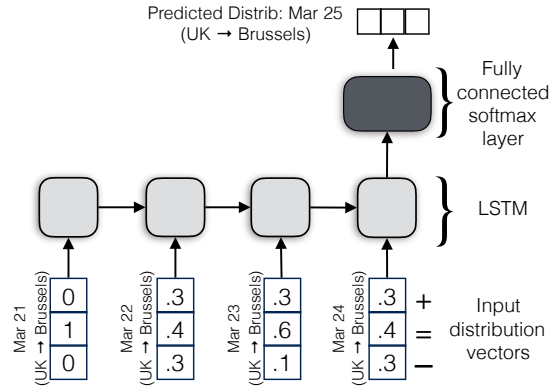 Predicted Distrib: Mar 25
(UK → Brussels)
Fully
connected
softmax
layer
LSTM
Mar 21
(UK → Brussels)
0
1
0
Mar 22
(UK → Brussels)
.3
.4
.3
Mar 23
(UK → Brussels)
.3
.6
.1
Mar 24
(UK → Brussels)
.3 +
.4 =
.3 −
Input
distribution
vectors